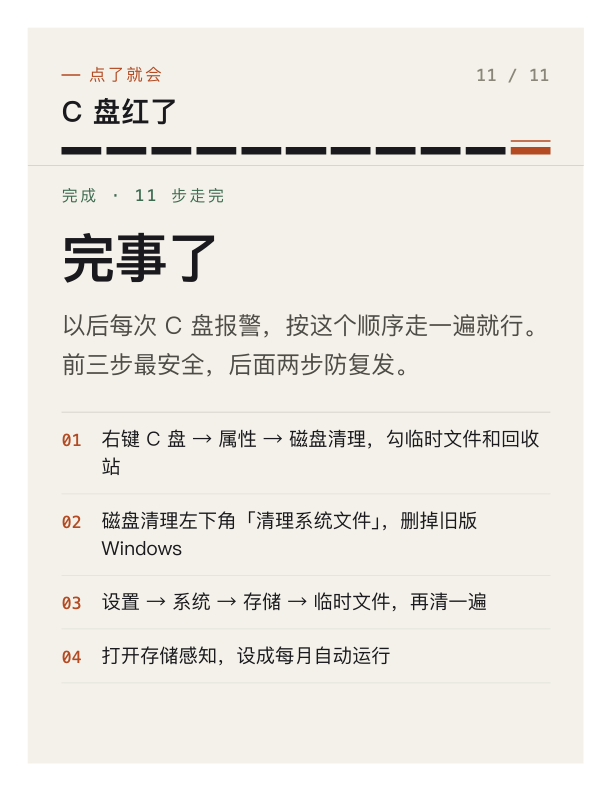 — 点了就会
11 / 11
C 盘红了
完成 · 11 步走完
完事了
以后每次 C 盘报警，按这个顺序走一遍就行。
前三步最安全，后面两步防复发。
01 右键 C 盘 → 属性 → 磁盘清理，勾临时文件和回收
站
02 磁盘清理左下角「清理系统文件」，删掉旧版
Windows
03 设置 → 系统 → 存储 → 临时文件，再清一遍
04 打开存储感知，设成每月自动运行